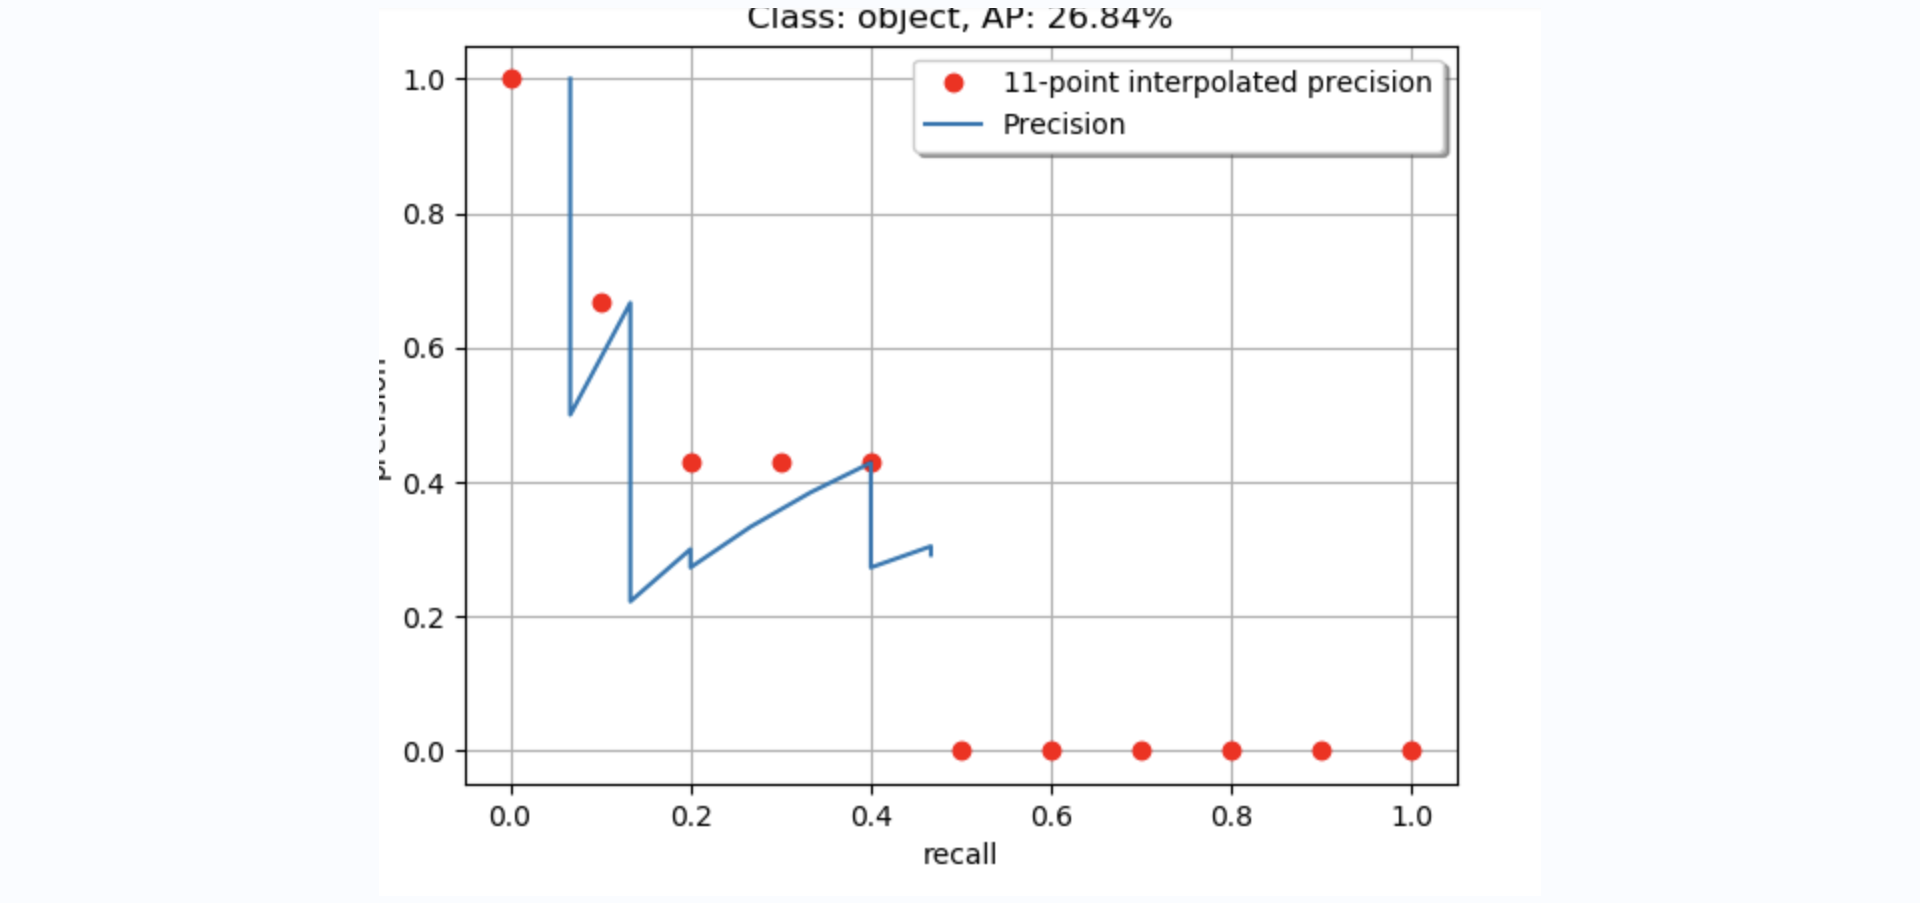 Class: object, AP: 26.84%
11-point interpolated precision
Precision
1.0
0.8
0.6
0.4
0.2
0.0
precision
0.0 0.2 0.4 0.6 0.8 1.0
recall